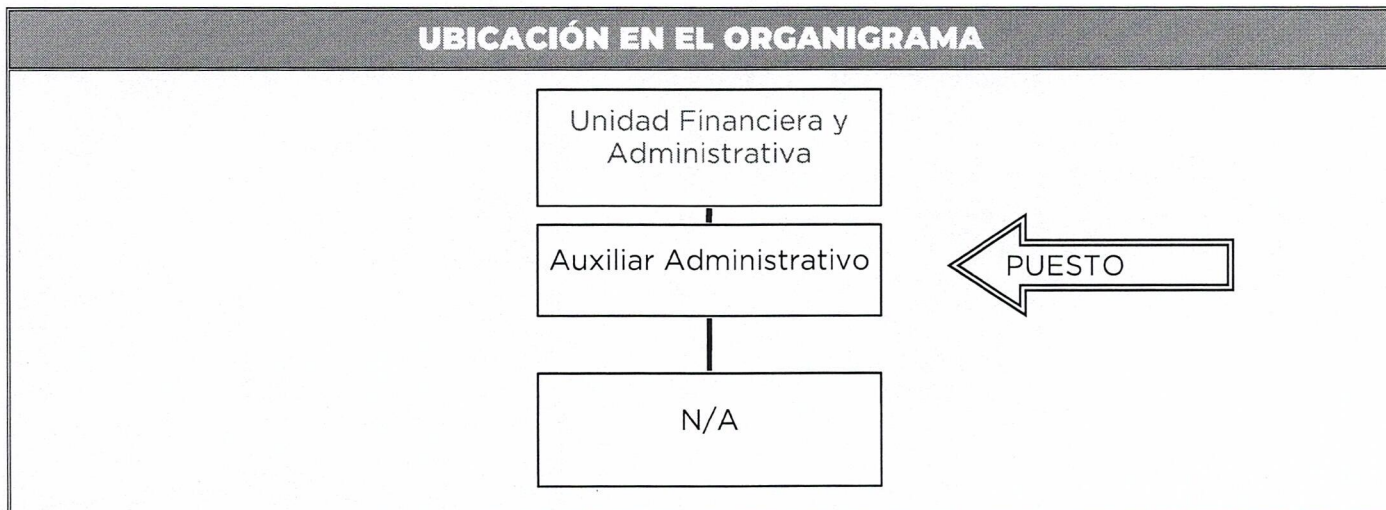 UBICACIÓN EN EL ORGANIGRAMA
Unidad Financiera y
Administrativa
Auxiliar Administrativo
PUESTO
N/A